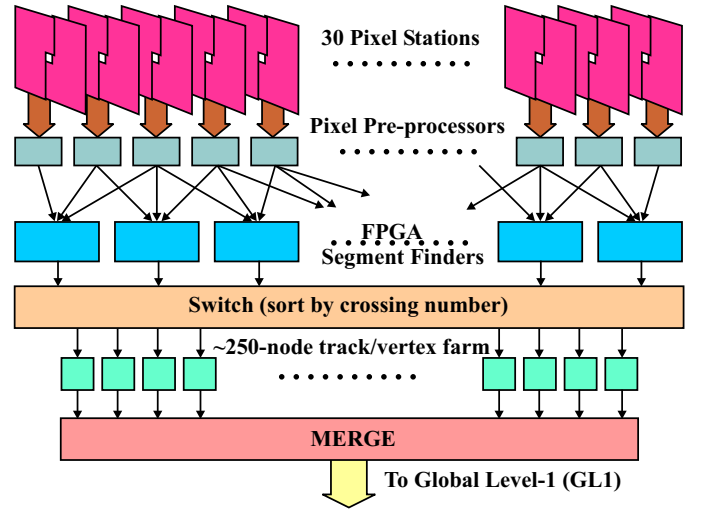 30 Pixel Stations
Pixel Pre-processors
FPGA
Segment Finders
Switch (sort by crossing number)
~250-node track/vertex farm
MERGE
To Global Level-1 (GL1)